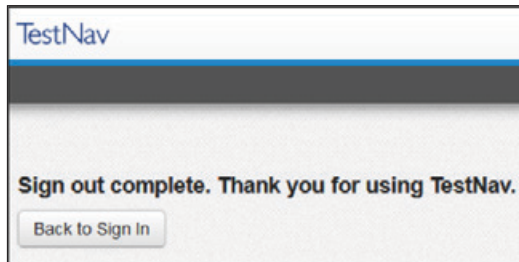 TestNav
Sign out complete. Thank you for using TestNav.
Back to Sign In